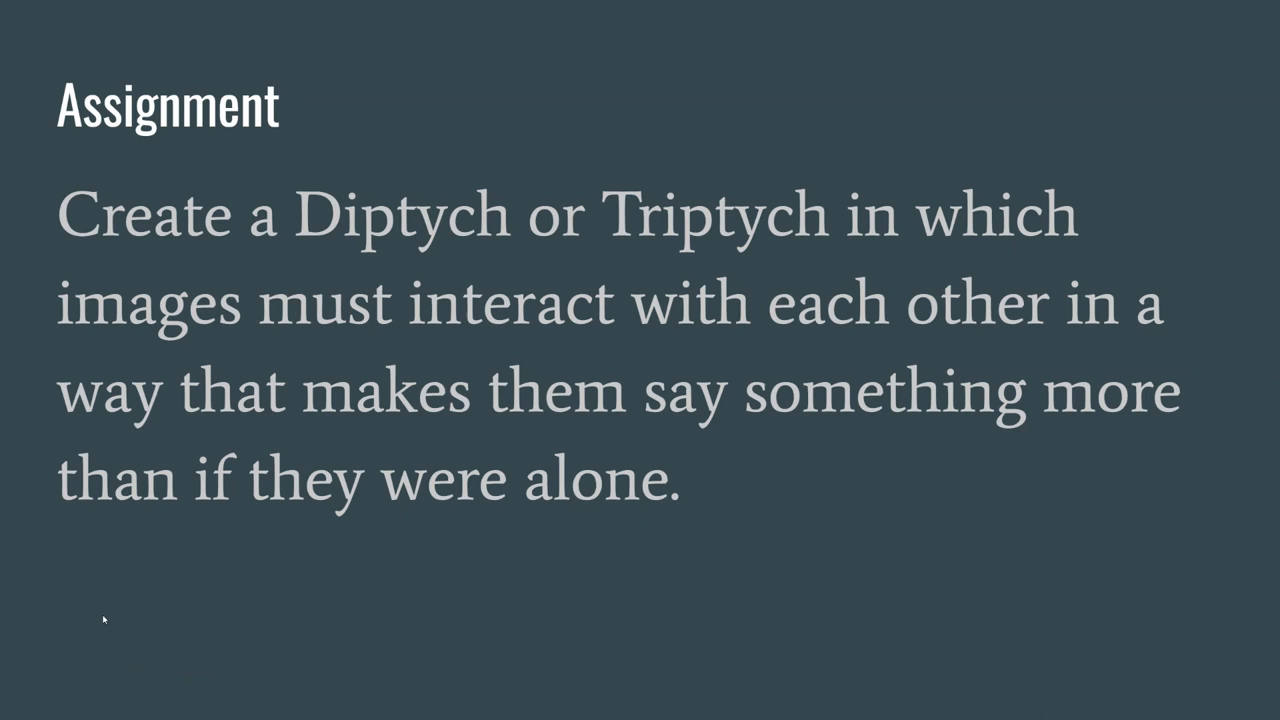 Assignment
Create a Diptych or Triptych in which
images must interact with each other in a
way that makes them say something more
than if they were alone.